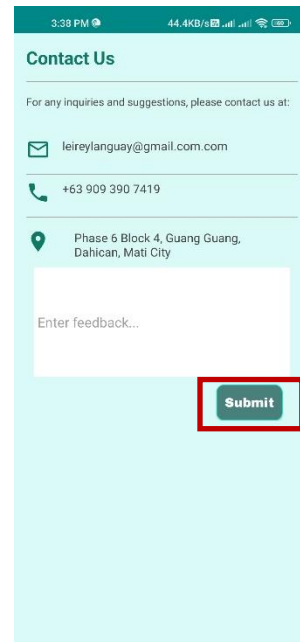 3:38 PM 44.4KB/s
Contact Us
For any inquiries and suggestions, please contact us at:
leireylanguay@gmail.com.com
+63 909 390 7419
Phase 6 Block 4, Guang Guang,
Dahican, Mati City
Enter feedback...
Submit